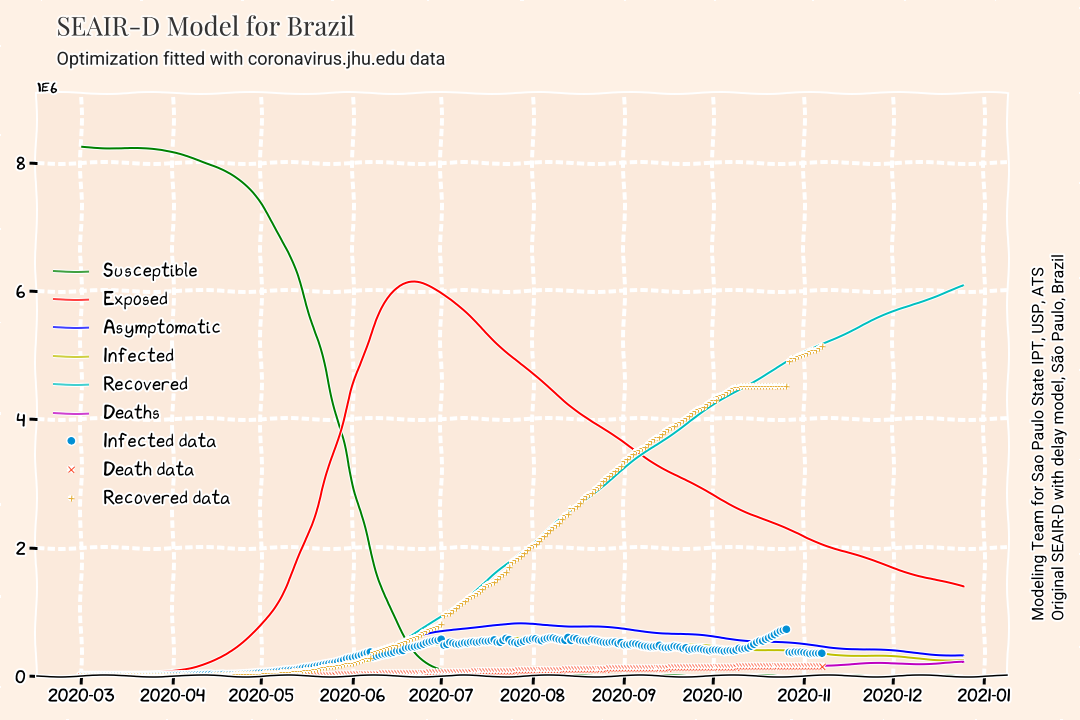 SEAIR-D Model for Brazil
Optimization fitted with coronavirus.jhu.edu data
1E6
8
6
4
2
0
Susceptible
Exposed
Asymptomatic
Infected
Recovered
Deaths
Infected data
Death data
Recovered data
2020-03 2020-04 2020-05 2020-06 2020-07 2020-08 2020-09 2020-10 2020-11 2020-12 2021-01
Modeling Team for Sao Paulo State IPT, USP, ATS
Original SEAIR-D with delay model, São Paulo, Brazil